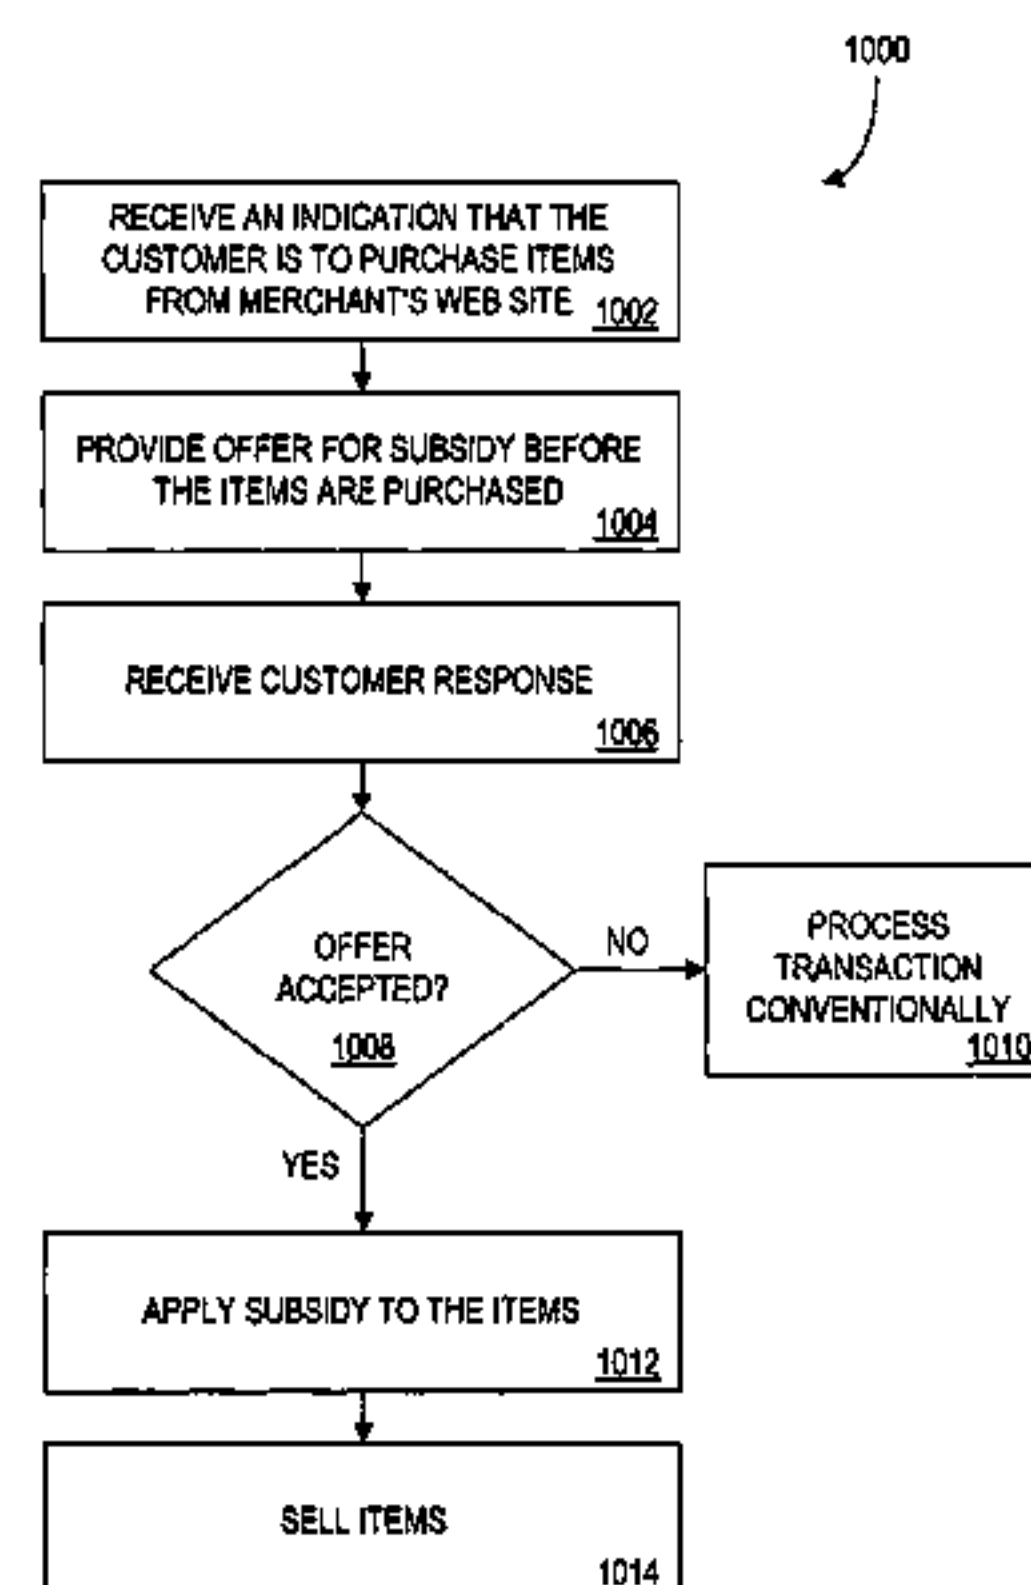 1000
RECEIVE AN INDICATION THAT THE
CUSTOMER IS TO PURCHASE ITEMS
FROM MERCHANT'S WEB SITE 1002
PROVIDE OFFER FOR SUBSIDY BEFORE
THE ITEMS ARE PURCHASED
1004
RECEIVE CUSTOMER RESPONSE
1006
OFFER
ACCEPTED?
1008
NO
PROCESS
TRANSACTION
CONVENTIONALLY
1010
YES
APPLY SUBSIDY TO THE ITEMS
1012
SELL ITEMS
1014